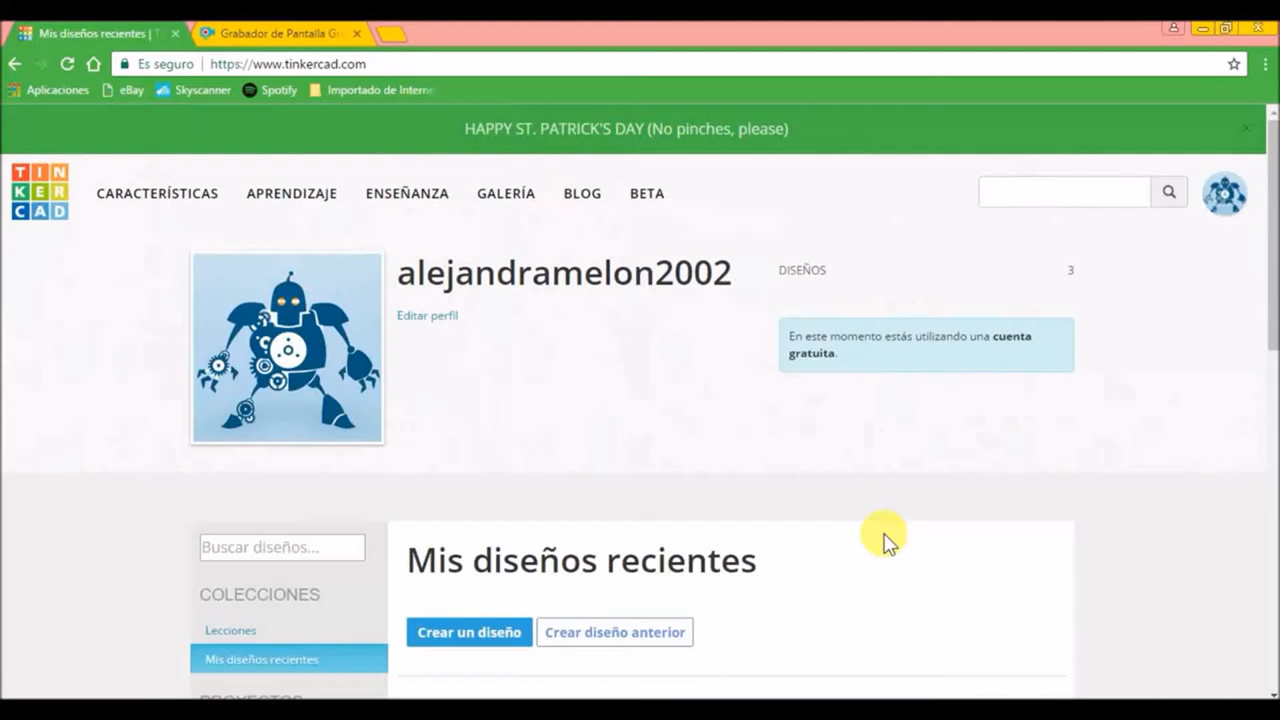 Mis diseños recientes | T
Grabador de Pantalla Gr
Es seguro
https://www.tinkercad.com
Aplicaciones
eBay
Skyscanner
Spotify
Importado de Interne
HAPPY ST. PATRICK'S DAY (No pinches, please)
TIN
KER
CAD
CARACTERÍSTICAS
APRENDIZAJE
ENSEÑANZA
GALERÍA
BLOG
BETA
alejandramelon2002
Editar perfil
DISEÑOS 3
En este momento estás utilizando una cuenta
gratuita.
Buscar diseños...
COLECCIONES
Lecciones
Mis diseños recientes
PROYECTOS
Mis diseños recientes
Crear un diseño
Crear diseño anterior